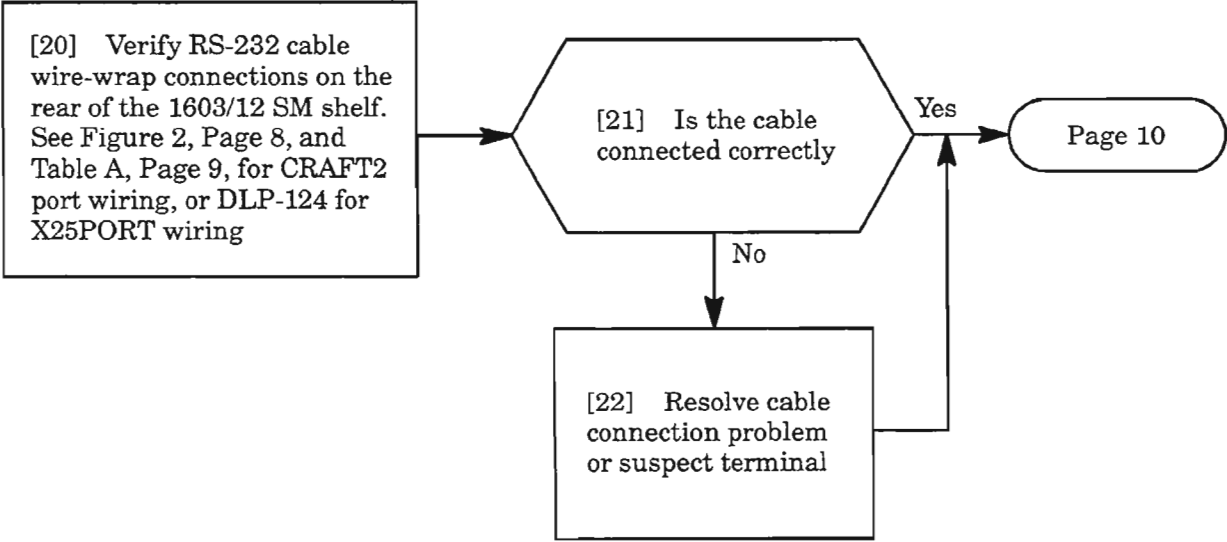 [20] Verify RS-232 cable
wire-wrap connections on the
rear of the 1603/12 SM shelf.
See Figure 2, Page 8, and
Table A, Page 9, for CRAFT2
port wiring, or DLP-124 for
X25PORT wiring
[21] Is the cable
connected correctly
Yes
Page 10
No
[22] Resolve cable
connection problem
or suspect terminal